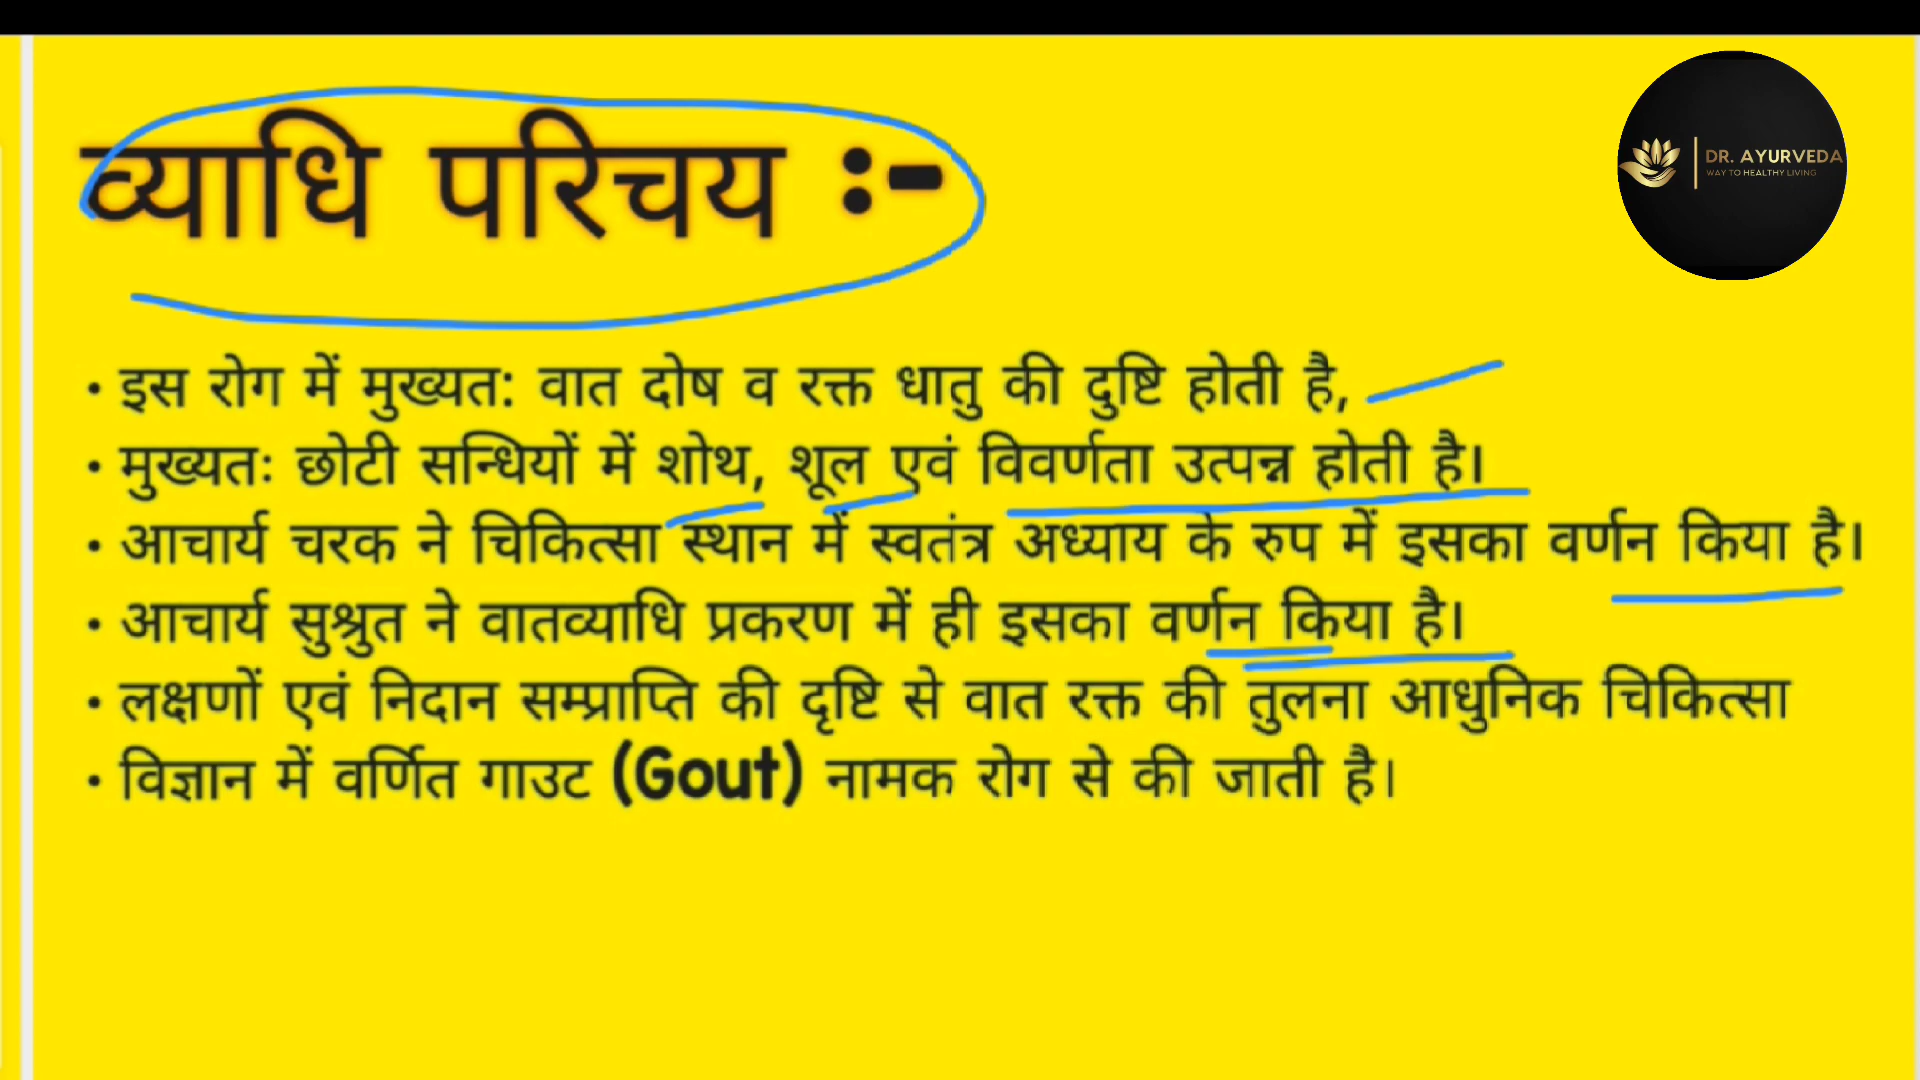 DR. AYURVEDA
WAY TO HEALTHY LIVING
व्याधि परिचय :-
• इस रोग में मुख्यत: वात दोष व रक्त धातु की दुष्टि होती है,
• मुख्यतः छोटी सन्धियों में शोथ, शूल एवं विवर्णता उत्पन्न होती है।
• आचार्य चरक ने चिकित्सा स्थान में स्वतंत्र अध्याय के रुप में इसका वर्णन किया है।
• आचार्य सुश्रुत ने वातव्याधि प्रकरण में ही इसका वर्णन किया है।
• लक्षणों एवं निदान सम्प्राप्ति की दृष्टि से वात रक्त की तुलना आधुनिक चिकित्सा
• विज्ञान में वर्णित गाउट (Gout) नामक रोग से की जाती है।